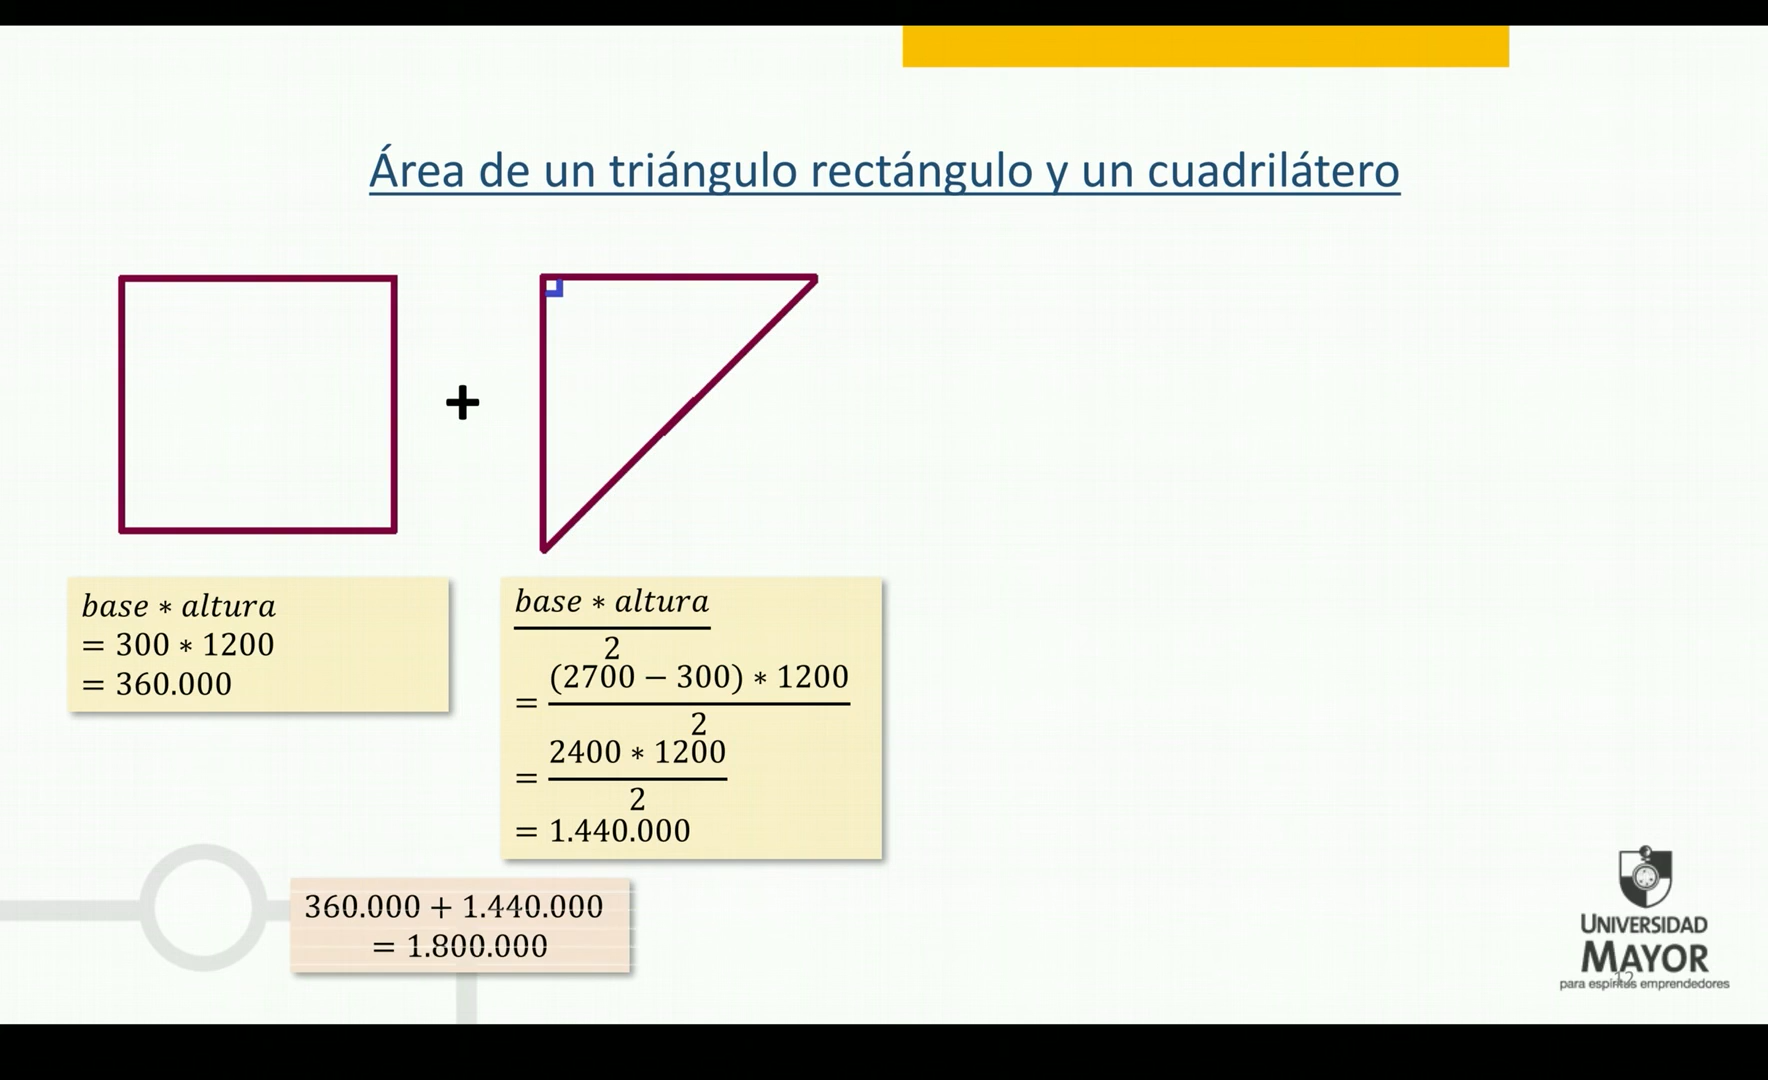 Área de un triángulo rectángulo y un cuadrilátero
+
base ∗ altura
= 300 ∗ 1200
= 360.000
base ∗ altura
2
= (2700 − 300) ∗ 1200
2
= 2400 ∗ 1200
2
= 1.440.000
360.000 + 1.440.000
= 1.800.000
UNIVERSIDAD
MAYOR
12
para espíritus emprendedores